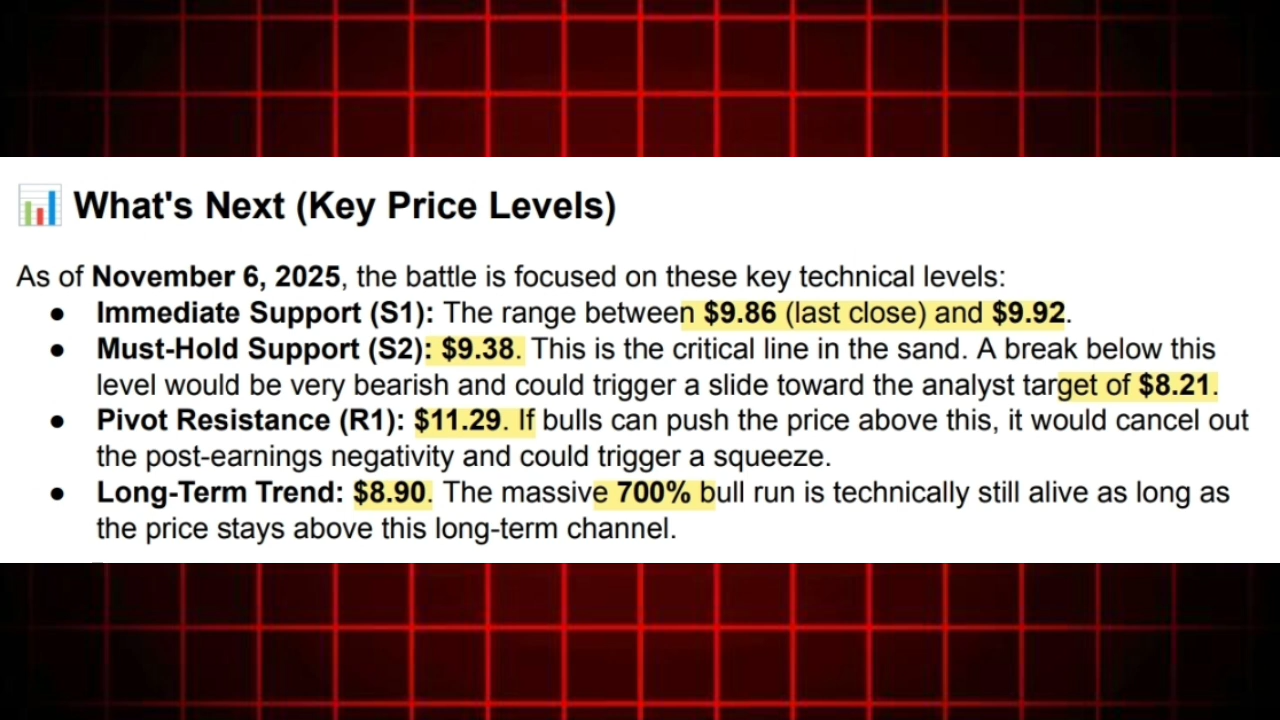 What's Next (Key Price Levels)
As of November 6, 2025, the battle is focused on these key technical levels:
● Immediate Support (S1): The range between $9.86 (last close) and $9.92.
● Must-Hold Support (S2): $9.38. This is the critical line in the sand. A break below this
level would be very bearish and could trigger a slide toward the analyst target of $8.21.
● Pivot Resistance (R1): $11.29. If bulls can push the price above this, it would cancel out
the post-earnings negativity and could trigger a squeeze.
● Long-Term Trend: $8.90. The massive 700% bull run is technically still alive as long as
the price stays above this long-term channel.